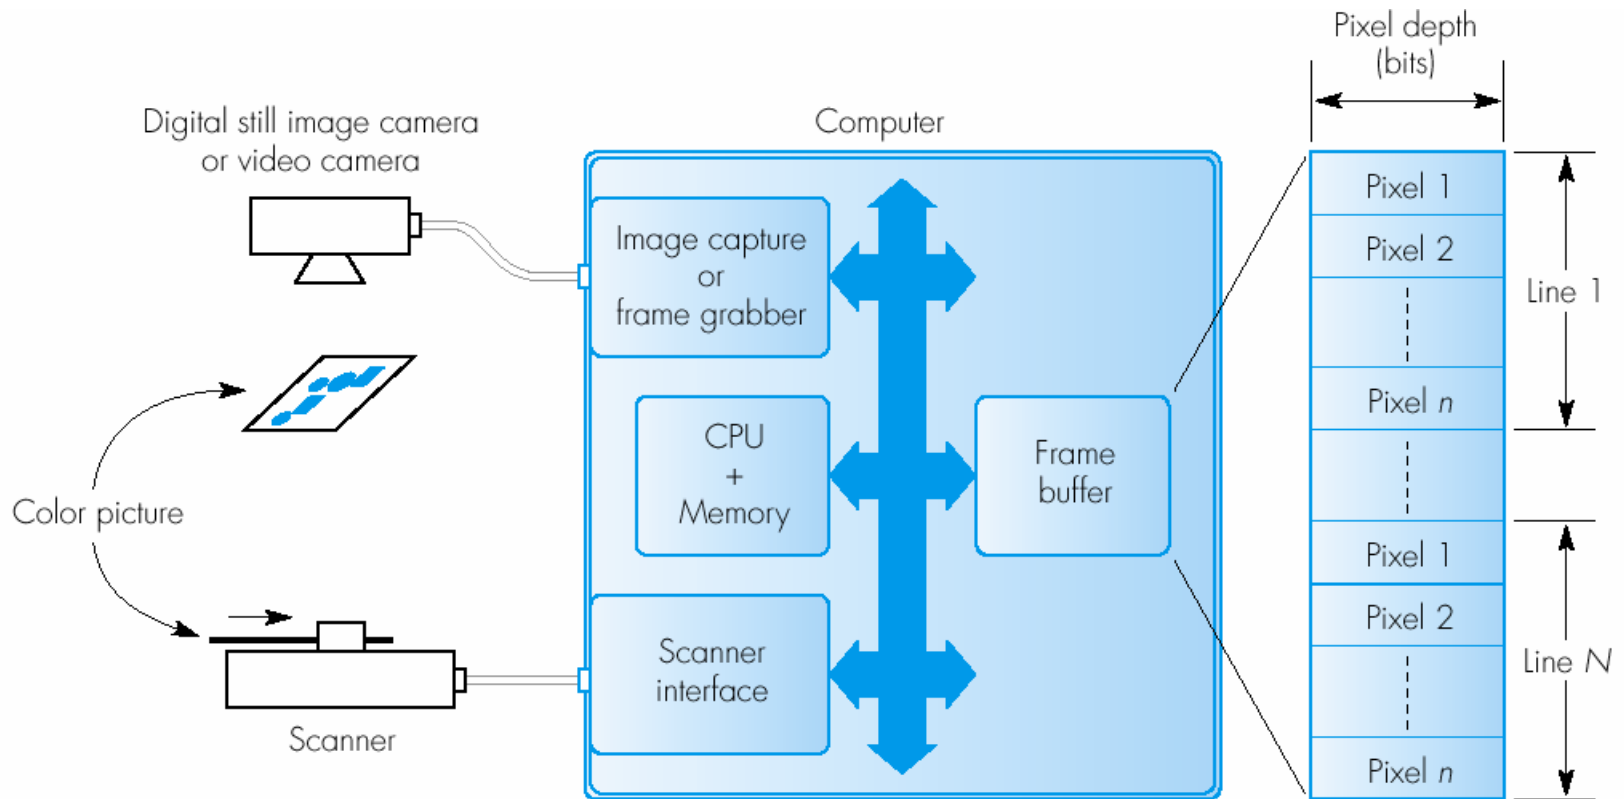 Pixel depth
(bits)
Digital still image camera
or video camera
Computer
Pixel 1
Pixel 2
Pixel n
Line 1
Image capture
or
frame grabber
CPU
+
Memory
Frame
buffer
Color picture
Pixel 1
Pixel 2
Pixel n
Line N
Scanner
interface
Scanner